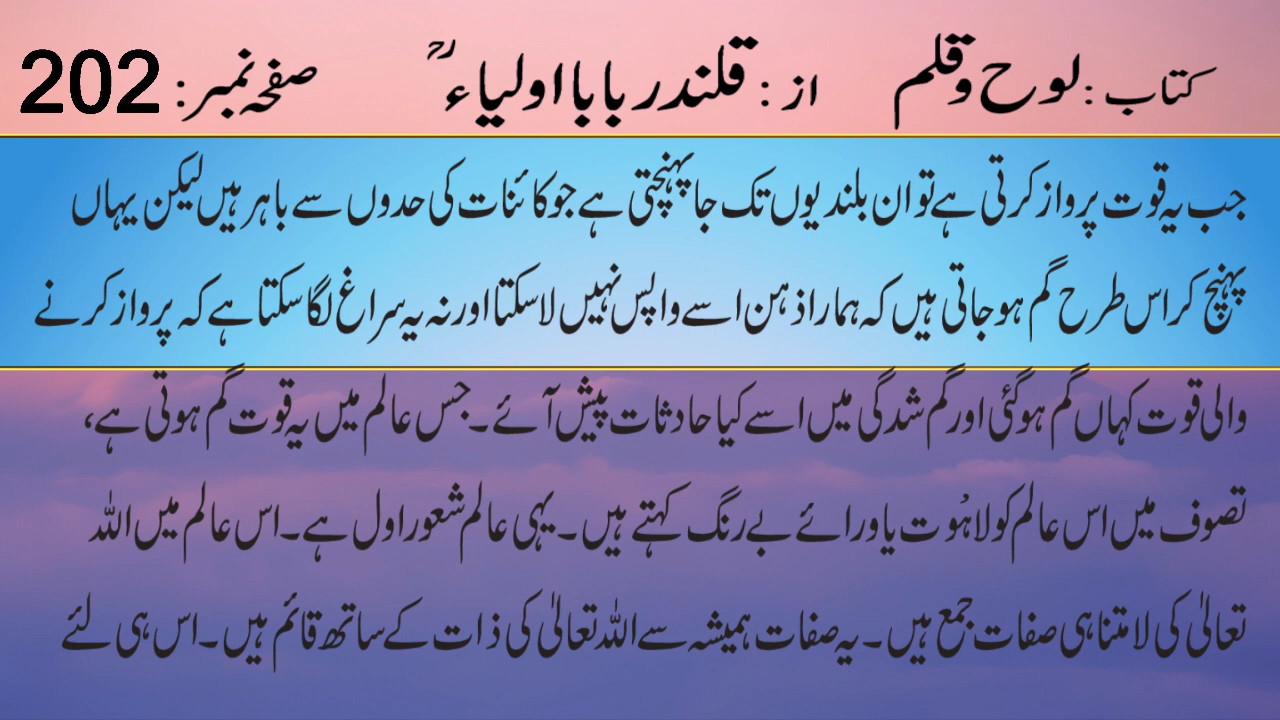 کتاب : لوح و قلم از : قلندر بابا اولیاءؒ صفحہ نمبر: 202
جب یہ قوت پرواز کرتی ہے تو ان بلندیوں تک جا پہنچتی ہے جو کائنات کی حدوں سے باہر ہیں لیکن یہاں
پہنچ کر اس طرح گم ہو جاتی ہیں کہ ہمارا ذہن اسے واپس نہیں لا سکتا اور نہ یہ سراغ لگا سکتا ہے کہ پرواز کرنے
والی قوت کہاں گم ہو گئی اور گم شدگی میں اسے کیا حادثات پیش آئے۔ جس عالم میں یہ قوت گم ہوتی ہے،
تصوف میں اس عالم کو لاہُوت یا ورائے بے رنگ کہتے ہیں۔ یہی عالم شعور اول ہے۔ اس عالم میں اللہ
تعالیٰ کی لامتناہی صفات جمع ہیں۔ یہ صفات ہمیشہ سے اللہ تعالیٰ کی ذات کے ساتھ قائم ہیں۔ اس ہی لئے